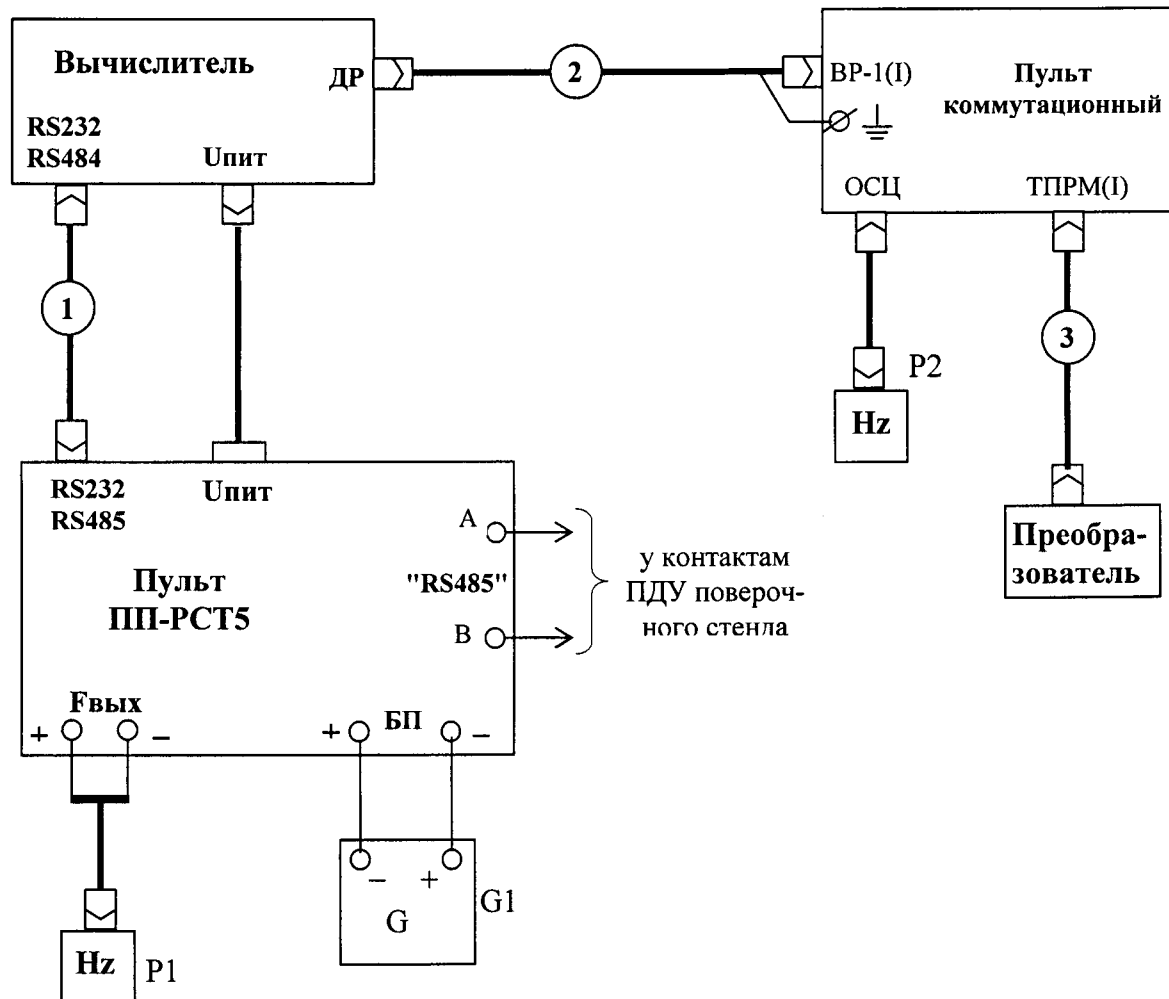 Вычислитель
ДР
RS232
RS484
Uпит
2
ВР-1(I)
Пульт
коммутационный
ОСЦ
ТПРМ(I)
1
3
P2
Hz
Преобра-
зователь
RS232
RS485
Uпит
A
"RS485"
B
у контактам
ПДУ повероч-
ного стенла
Пульт
ПП-РСТ5
Fвых
+
−
БП
+
−
−
+
G
G1
Hz
P1